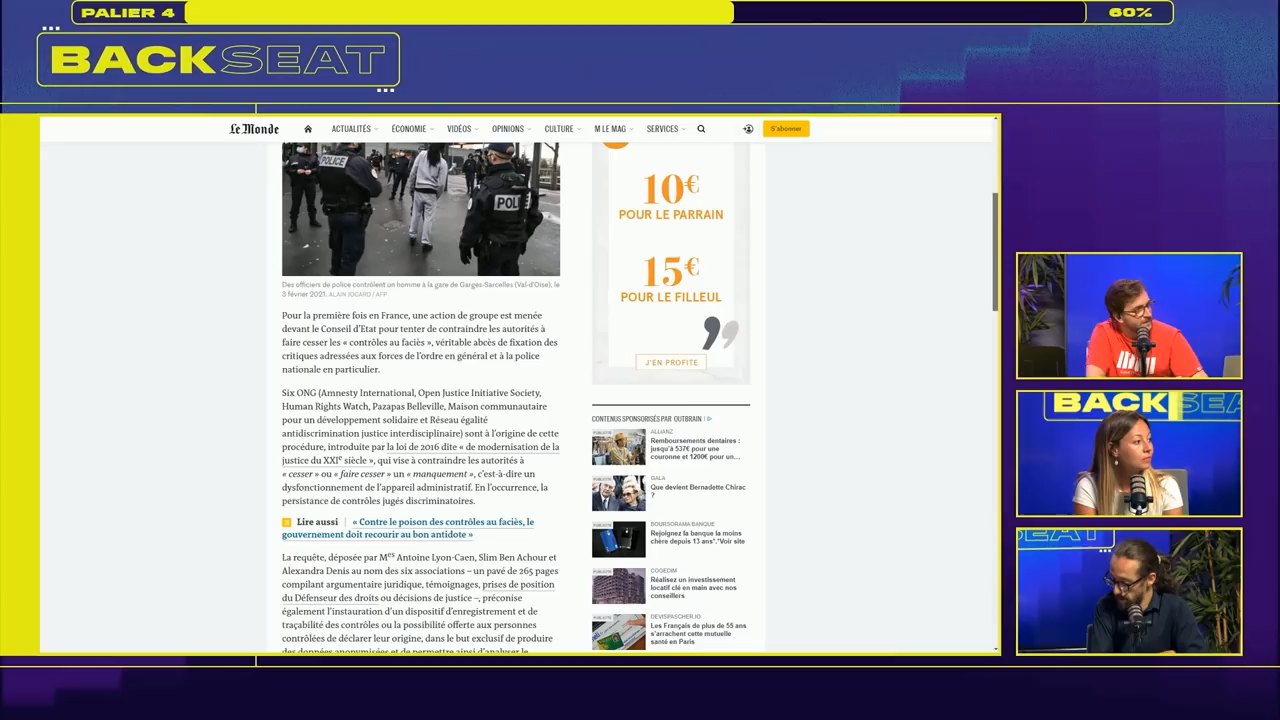 PALIER 4
60%
BACKSEAT
Le Monde
ACTUALITÉS
ÉCONOMIE
VIDÉOS
OPINIONS
CULTURE
M LE MAG
SERVICES
S'abonner
POLICE
Des officiers de police contrôlent un homme à la gare de Garges-Sarcelles (Val-d'Oise), le
3 février 2021. ALAIN JOCARD / AFP
Pour la première fois en France, une action de groupe est menée
devant le Conseil d'Etat pour tenter de contraindre les autorités à
faire cesser les « contrôles au faciès », véritable abcès de fixation des
critiques adressées aux forces de l'ordre en général et à la police
nationale en particulier.
Six ONG (Amnesty International, Open Justice Initiative Society,
Human Rights Watch, Pazapas Belleville, Maison communautaire
pour un développement solidaire et Réseau égalité
antidiscrimination justice interdisciplinaire) sont à l'origine de cette
procédure, introduite par la loi de 2016 dite « de modernisation de la
justice du XXIe siècle », qui vise à contraindre les autorités à
« cesser » ou « faire cesser » un « manquement », c'est-à-dire un
dysfonctionnement de l'appareil administratif. En l'occurrence, la
persistance de contrôles jugés discriminatoires.
Lire aussi | « Contre le poison des contrôles au faciès, le
gouvernement doit recourir au bon antidote »
La requête, déposée par Mes Antoine Lyon-Caen, Slim Ben Achour et
Alexandra Denis au nom des six associations – un pavé de 265 pages
compilant argumentaire juridique, témoignages, prises de position
du Défenseur des droits ou décisions de justice –, préconise
également l'instauration d'un dispositif d'enregistrement et de
traçabilité des contrôles ou la possibilité offerte aux personnes
contrôlées de déclarer leur origine, dans le but exclusif de produire
des données anonymisées et de permettre ainsi d'analyser le
10€
POUR LE PARRAIN
15€
POUR LE FILLEUL
J'EN PROFITE
CONTENUS SPONSORISÉS PAR OUTBRAIN
PUBLICITÉ
ALLIANZ
Remboursements dentaires :
jusqu'à 537€ pour une
couronne et 1200€ pour un...
PUBLICITÉ
GALA
Que devient Bernadette Chirac
?
PUBLICITÉ
BOURSORAMA BANQUE
Rejoignez la banque la moins
chère depuis 13 ans*.*Voir site
PUBLICITÉ
COGEDIM
Réalisez un investissement
locatif clé en main avec nos
conseillers
PUBLICITÉ
DEVISPASCHER.IO
Les Français de plus de 55 ans
s'arrachent cette mutuelle
santé en Paris
BACKSEA
SEAT